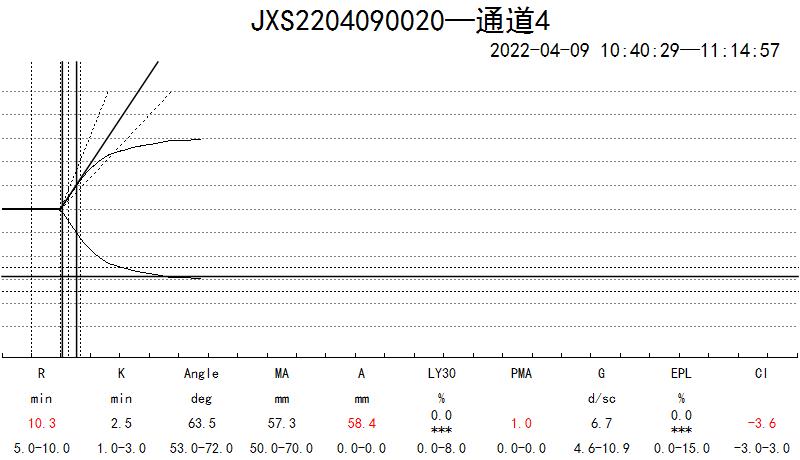 JXS2204090020—通道4
2022-04-09 10:40:29—11:14:57
R K Angle MA A LY30 PMA G EPL CI
min min deg mm mm % d/sc %
10.3 2.5 63.5 57.3 58.4 0.0 *** 1.0 6.7 0.0 *** -3.6
5.0-10.0 1.0-3.0 53.0-72.0 50.0-70.0 0.0-0.0 0.0-8.0 0.0-0.0 4.6-10.9 0.0-15.0 -3.0-3.0